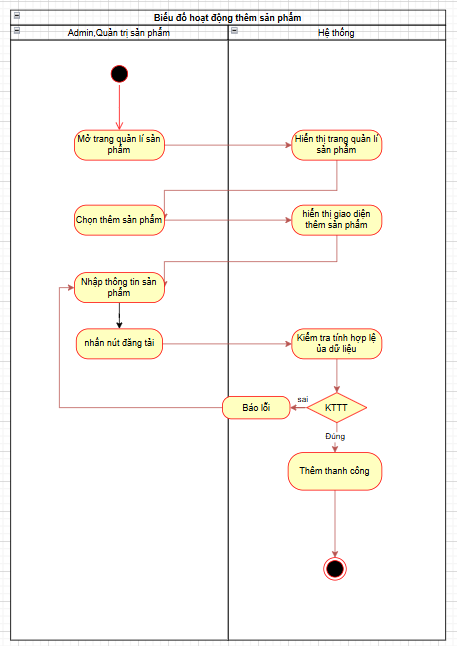 Biểu đồ hoạt động thêm sản phẩm
Admin,Quản trị sản phẩm
Hệ thống
Mở trang quản lí sản
phẩm
Hiển thị trang quản lí
sản phẩm
Chọn thêm sản phẩm
hiển thị giao diện
thêm sản phẩm
Nhập thông tin sản
phẩm
nhấn nút đăng tải
Kiểm tra tính hợp lệ
ủa dữ liệu
sai
KTTT
Báo lỗi
Đúng
Thêm thanh công